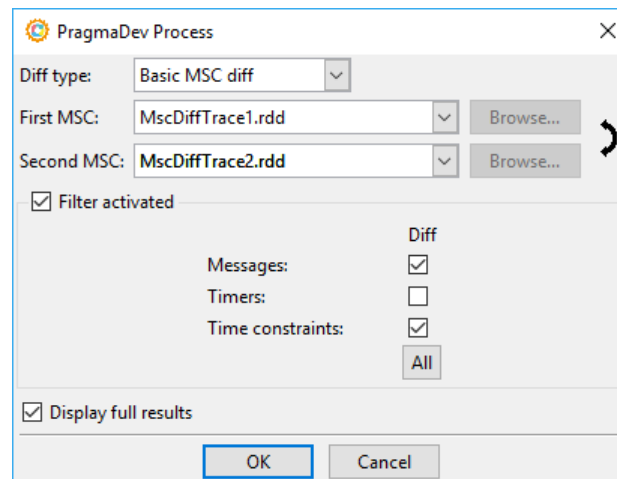 PragmaDev Process
Diff type: Basic MSC diff
First MSC: MscDiffTrace1.rdd Browse...
Second MSC: MscDiffTrace2.rdd Browse...
Filter activated
Diff
Messages:
Timers:
Time constraints:
All
Display full results
OK Cancel